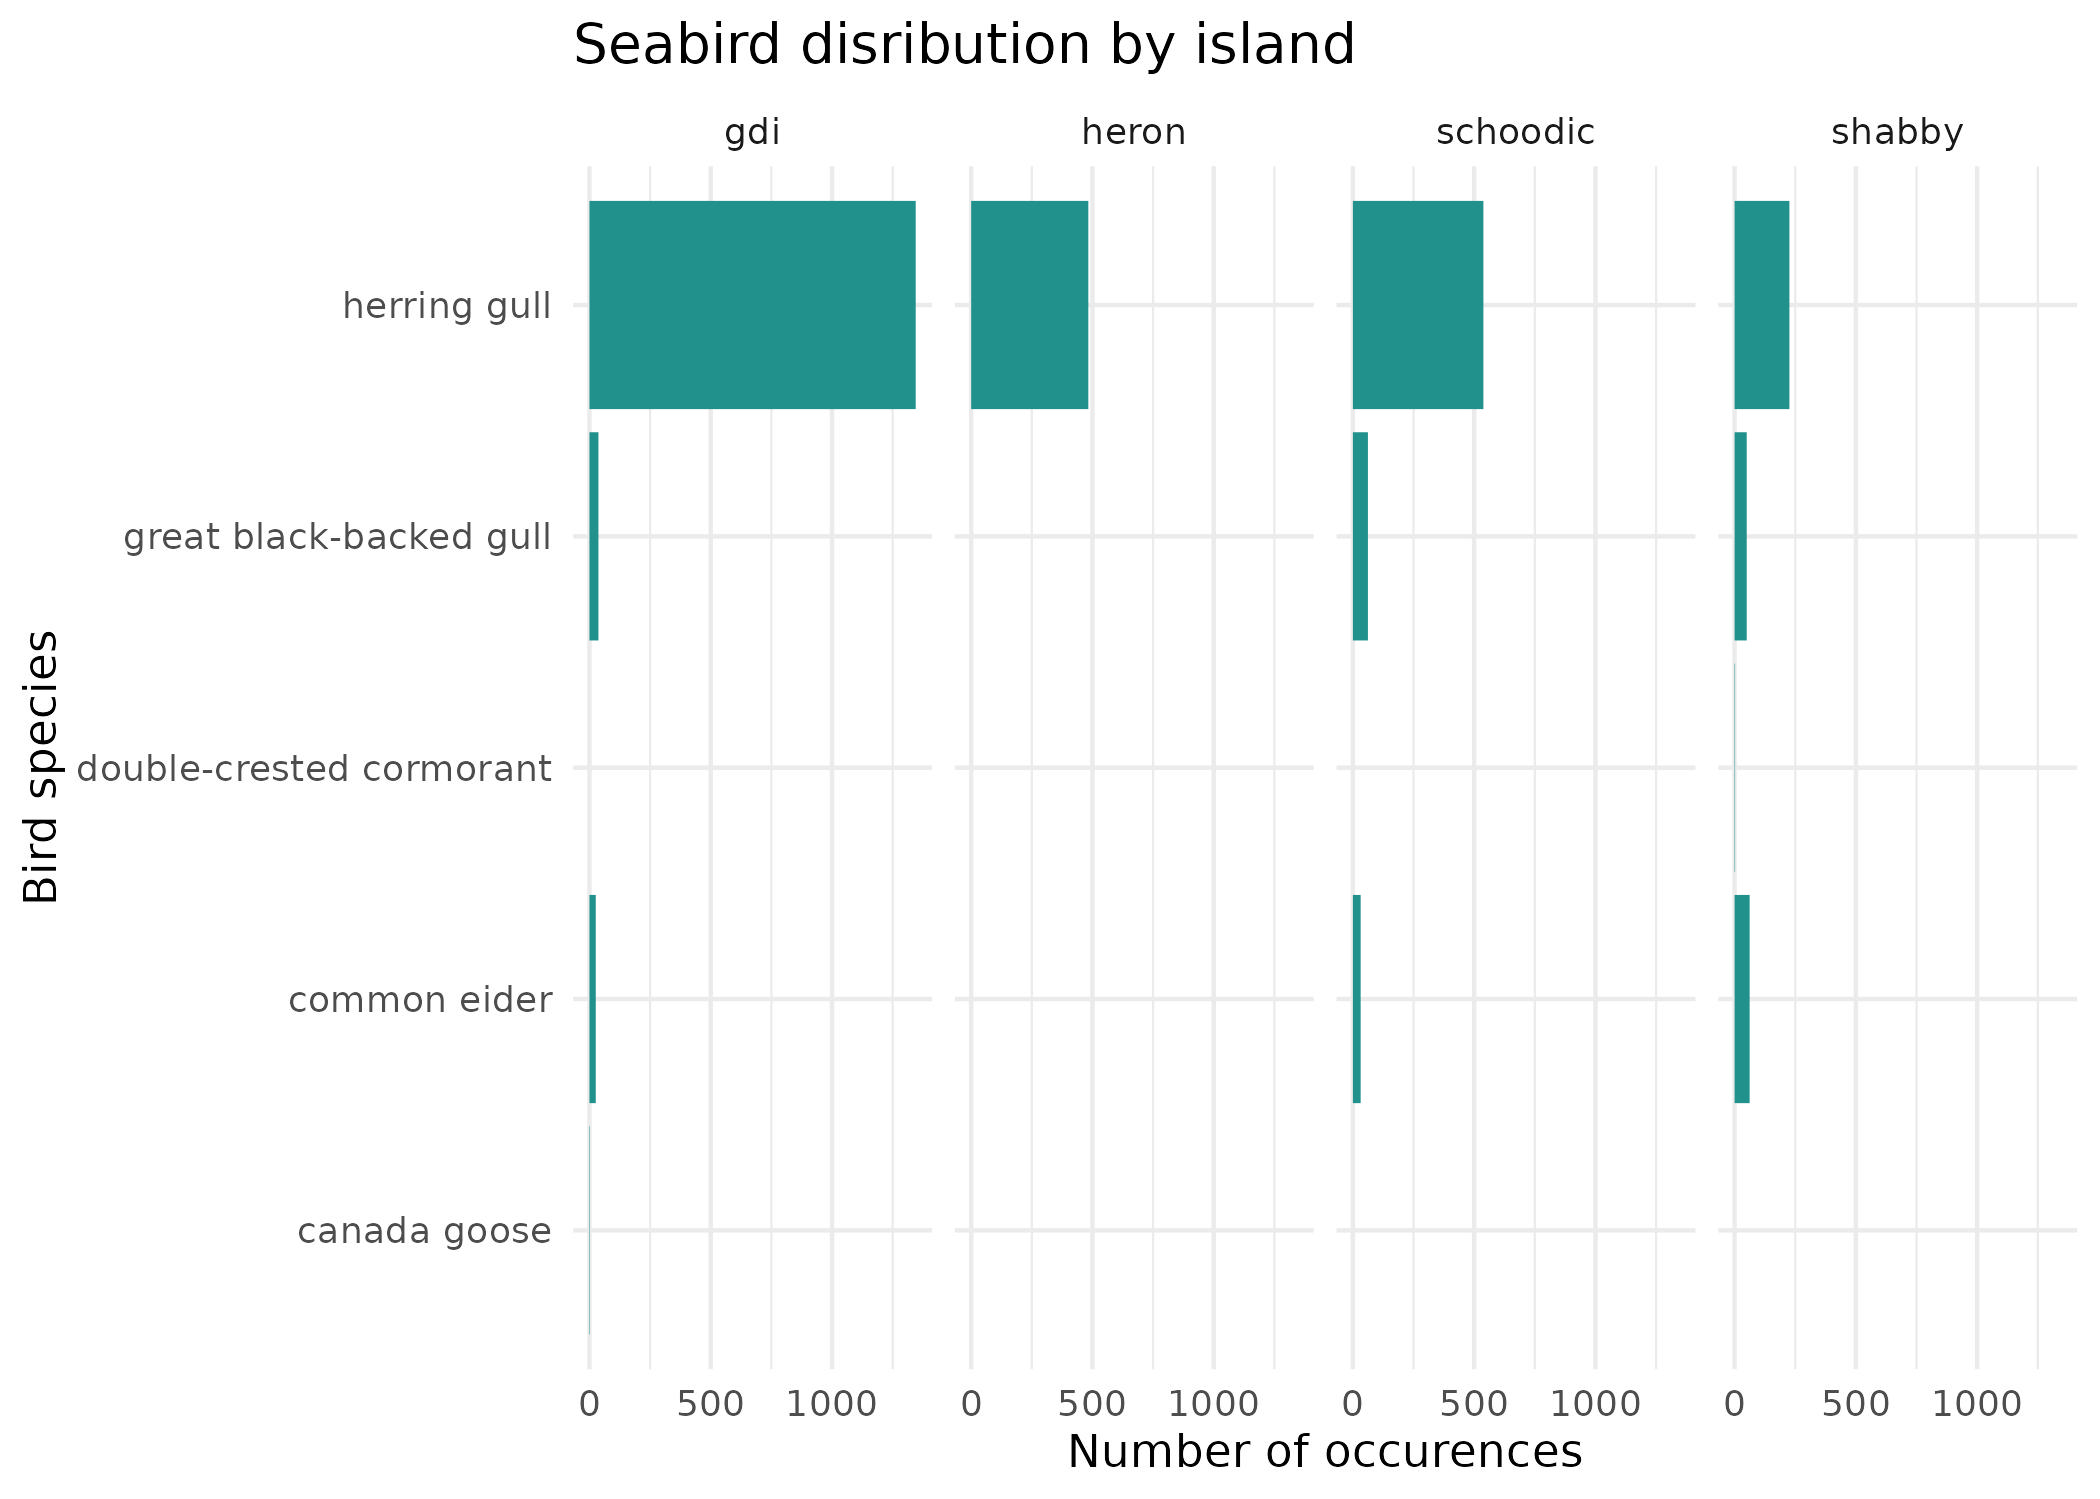 Seabird disribution by island
gdi heron schoodic shabby
herring gull
great black-backed gull
double-crested cormorant
common eider
canada goose
Bird species
0 500 1000 0 500 1000 0 500 1000 0 500 1000
Number of occurences